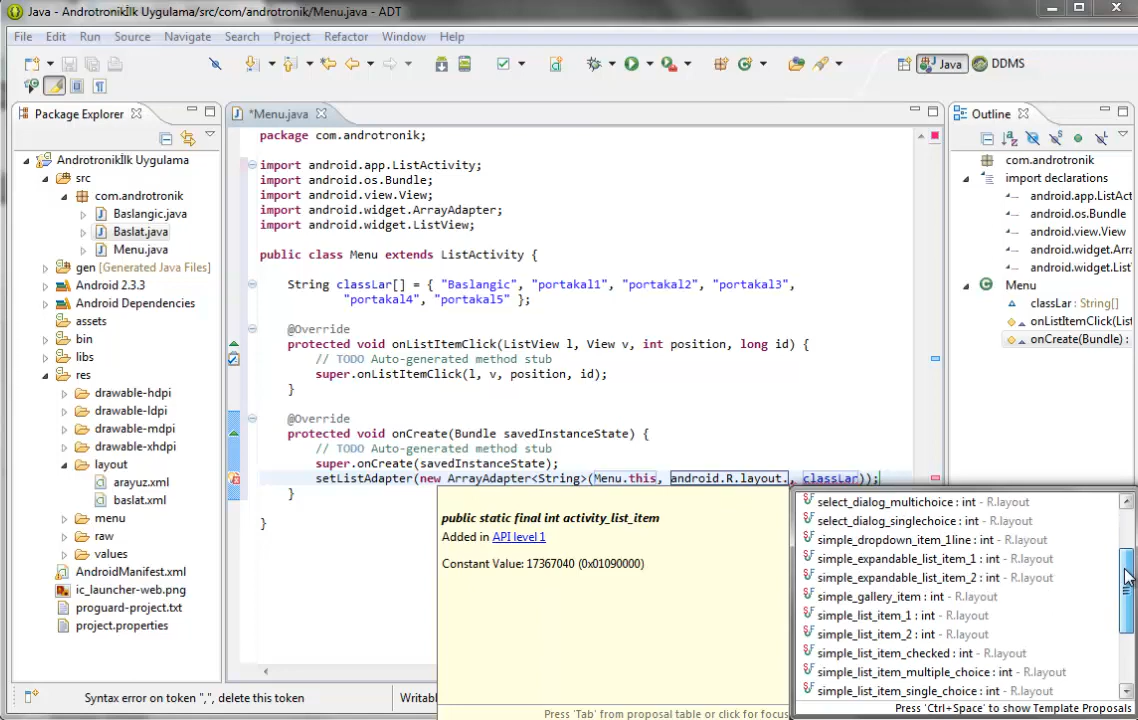 Java - Androtronikİlk Uygulama/src/com/androtronik/Menu.java - ADT
File Edit Run Source Navigate Search Project Refactor Window Help
Java DDMS
Package Explorer
*Menu.java
Outline
Androtronikİlk Uygulama
src
com.androtronik
Baslangic.java
Baslat.java
Menu.java
gen [Generated Java Files]
Android 2.3.3
Android Dependencies
assets
bin
libs
res
drawable-hdpi
drawable-ldpi
drawable-mdpi
drawable-xhdpi
layout
arayuz.xml
baslat.xml
menu
raw
values
AndroidManifest.xml
ic_launcher-web.png
proguard-project.txt
project.properties
package com.androtronik;
import android.app.ListActivity;
import android.os.Bundle;
import android.view.View;
import android.widget.ArrayAdapter;
import android.widget.ListView;
public class Menu extends ListActivity {
String classLar[] = { "Baslangic", "portakal1", "portakal2", "portakal3",
"portakal4", "portakal5" };
@Override
protected void onListItemClick(ListView l, View v, int position, long id) {
// TODO Auto-generated method stub
super.onListItemClick(l, v, position, id);
}
@Override
protected void onCreate(Bundle savedInstanceState) {
// TODO Auto-generated method stub
super.onCreate(savedInstanceState);
setListAdapter(new ArrayAdapter<String>(Menu.this, android.R.layout., classLar));
}
}
com.androtronik
import declarations
android.app.ListAct
android.os.Bundle
android.view.View
android.widget.Arra
android.widget.List
Menu
classLar : String[]
onListItemClick(List
onCreate(Bundle) :
public static final int activity_list_item
Added in API level 1
Constant Value: 17367040 (0x01090000)
Press 'Tab' from proposal table or click for focus
select_dialog_multichoice : int - R.layout
select_dialog_singlechoice : int - R.layout
simple_dropdown_item_1line : int - R.layout
simple_expandable_list_item_1 : int - R.layout
simple_expandable_list_item_2 : int - R.layout
simple_gallery_item : int - R.layout
simple_list_item_1 : int - R.layout
simple_list_item_2 : int - R.layout
simple_list_item_checked : int - R.layout
simple_list_item_multiple_choice : int - R.layout
simple_list_item_single_choice : int - R.layout
Press 'Ctrl+Space' to show Template Proposals
Syntax error on token ",", delete this token
Writabl